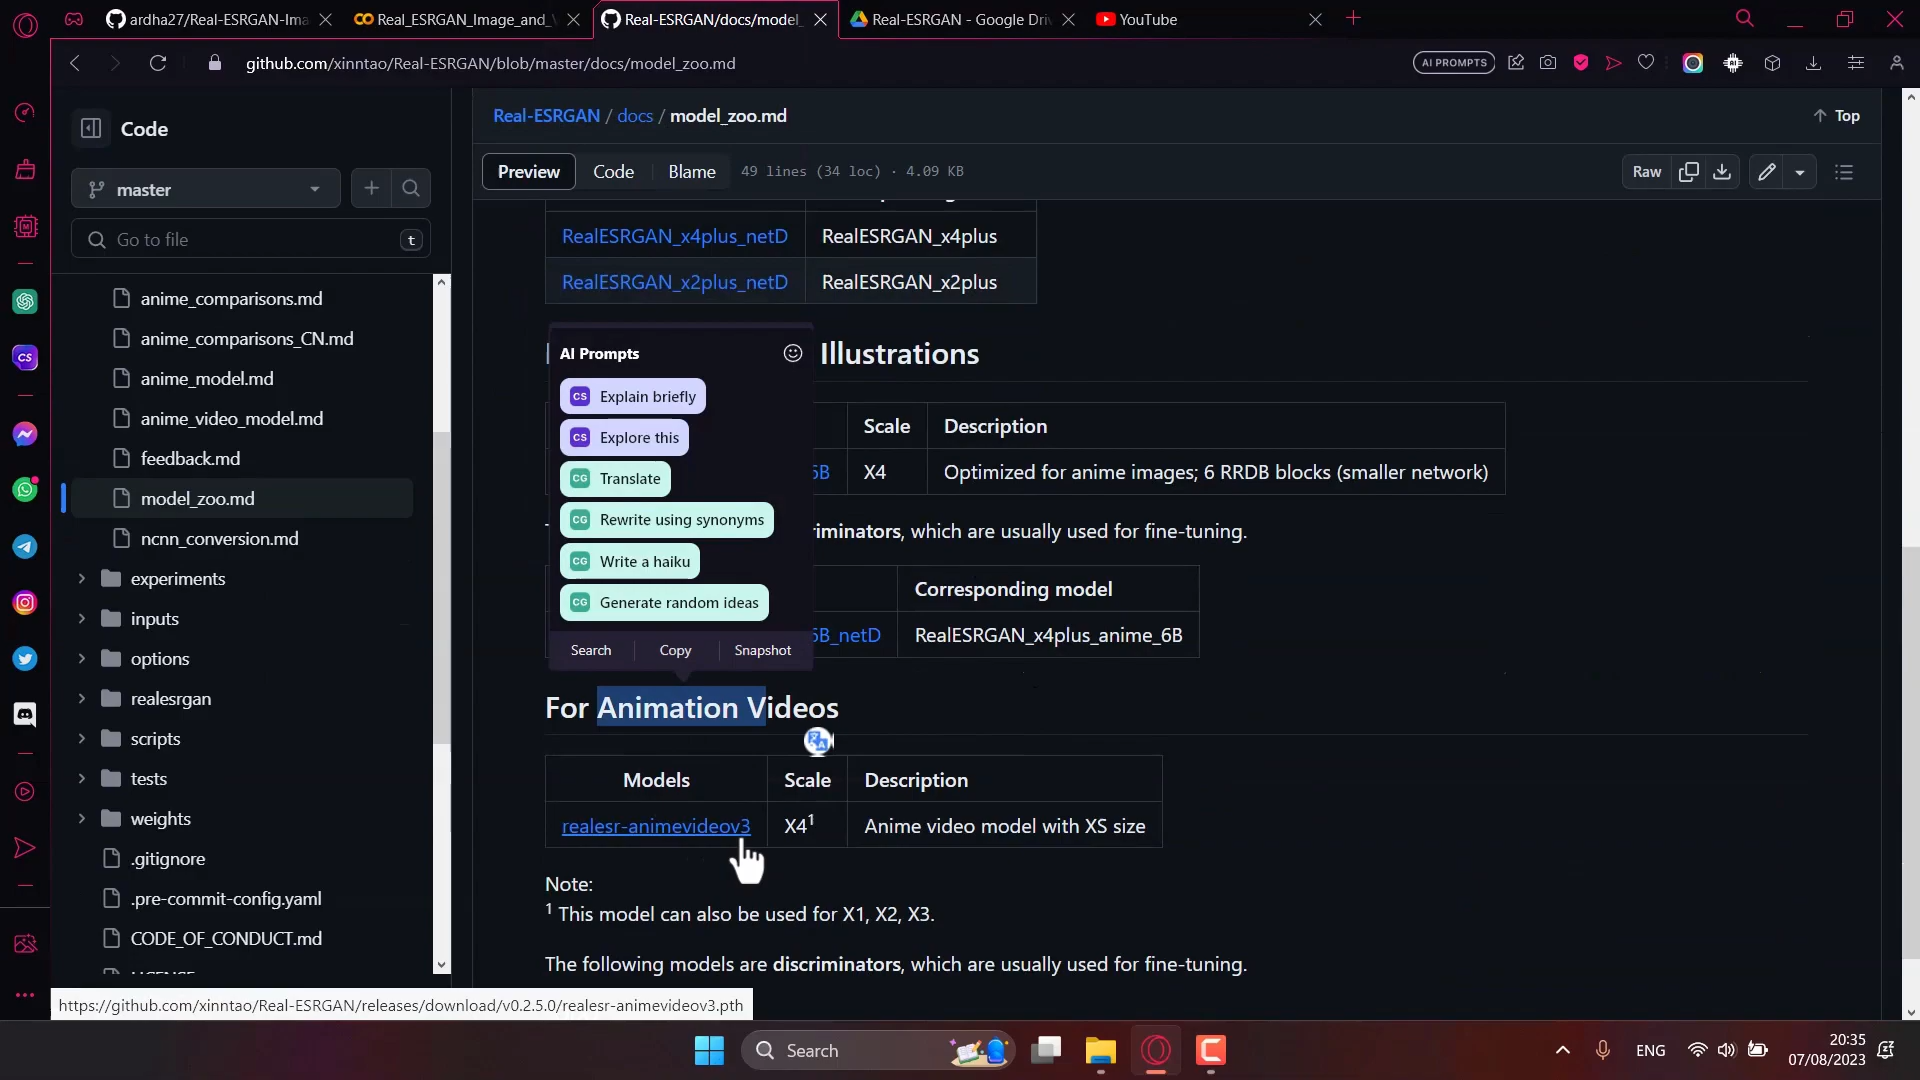 ardha27/Real-ESRGAN-Ima
Real_ESRGAN_Image_and_
Real-ESRGAN/docs/model_
Real-ESRGAN - Google Dri
YouTube
github.com/xinntao/Real-ESRGAN/blob/master/docs/model_zoo.md
AI PROMPTS
Code
master
Go to file
t
anime_comparisons.md
anime_comparisons_CN.md
anime_model.md
anime_video_model.md
feedback.md
model_zoo.md
ncnn_conversion.md
experiments
inputs
options
realesrgan
scripts
tests
weights
.gitignore
.pre-commit-config.yaml
CODE_OF_CONDUCT.md
Real-ESRGAN / docs / model_zoo.md
Top
Preview
Code
Blame
49 lines (34 loc) · 4.09 KB
Raw
RealESRGAN_x4plus_netD RealESRGAN_x4plus
RealESRGAN_x2plus_netD RealESRGAN_x2plus
Illustrations
AI Prompts
CS Explain briefly
CS Explore this
CG Translate
CG Rewrite using synonyms
CG Write a haiku
CG Generate random ideas
Search Copy Snapshot
Scale Description
6B X4 Optimized for anime images; 6 RRDB blocks (smaller network)
riminators, which are usually used for fine-tuning.
Corresponding model
6B_netD RealESRGAN_x4plus_anime_6B
For Animation Videos
Models Scale Description
realesr-animevideov3 X4¹ Anime video model with XS size
Note:
¹ This model can also be used for X1, X2, X3.
The following models are discriminators, which are usually used for fine-tuning.
https://github.com/xinntao/Real-ESRGAN/releases/download/v0.2.5.0/realesr-animevideov3.pth
Search
ENG
20:35
07/08/2023